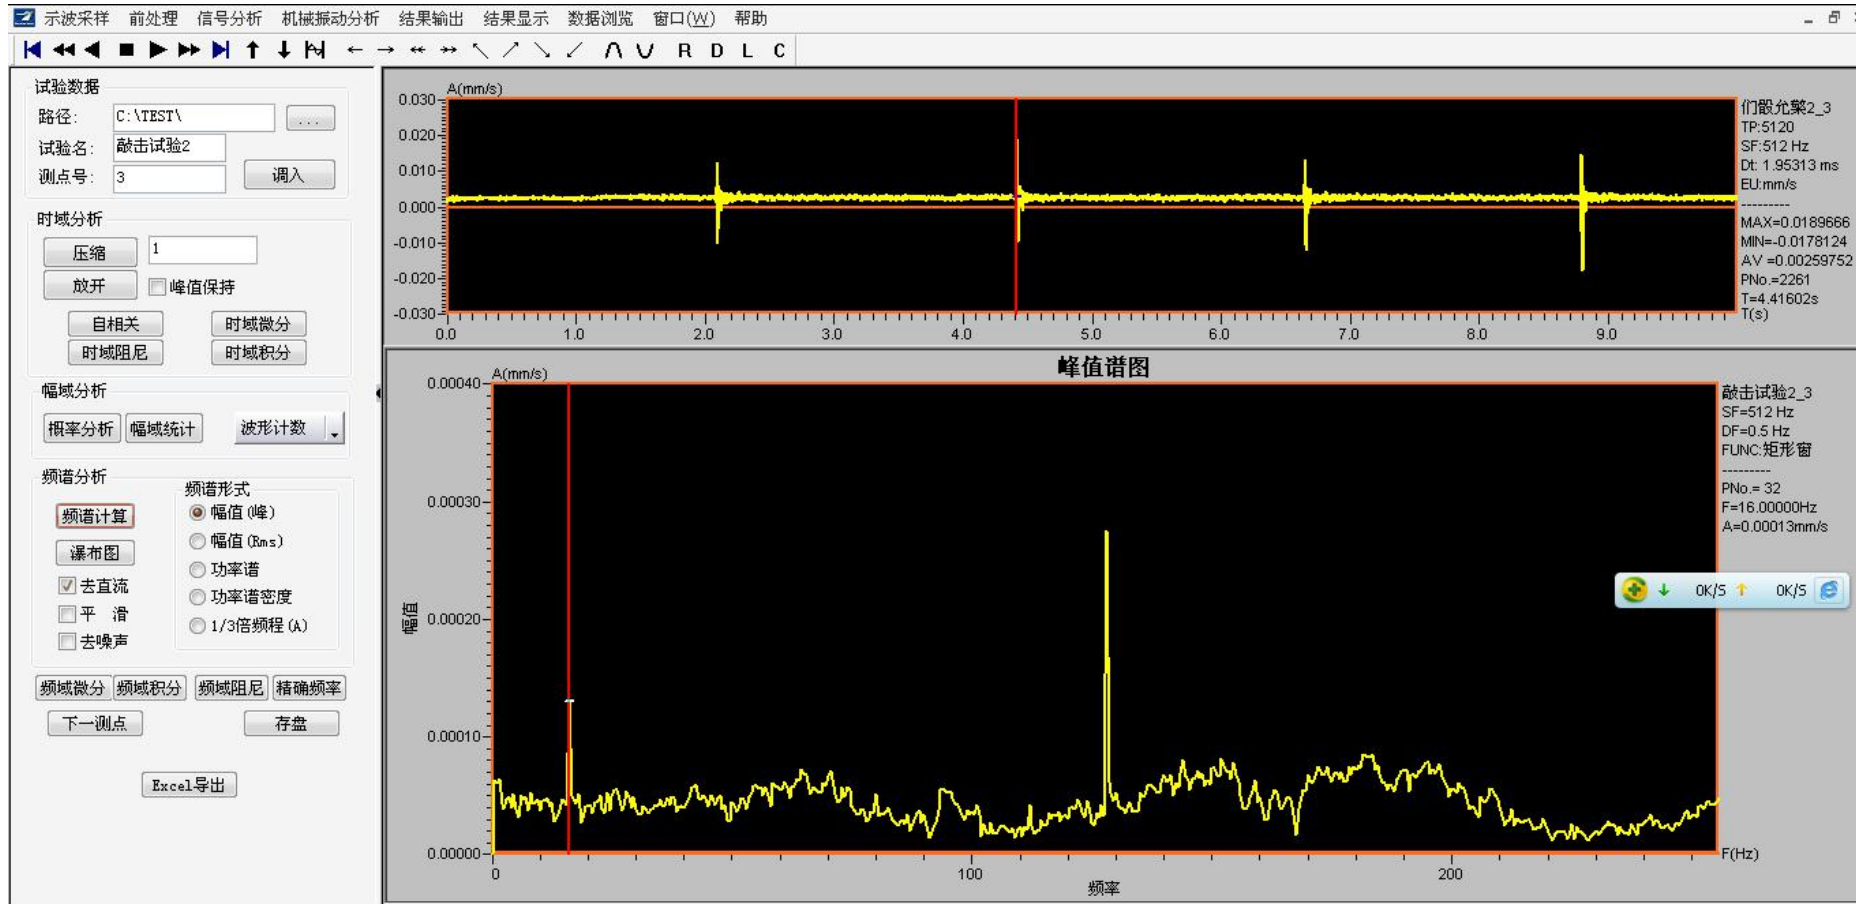 示波采样 前处理 信号分析 机械振动分析 结果输出 结果显示 数据浏览 窗口(W) 帮助
R D L C
试验数据
路径: C:\TEST\ ...
试验名: 敲击试验2
测点号: 3 调入
时域分析
压缩 1
放开 峰值保持
自相关 时域微分
时域阻尼 时域积分
幅域分析
概率分析 幅域统计 波形计数
频谱分析
频谱形式
频谱计算 幅值(峰)
瀑布图 幅值(Rms)
去直流 功率谱
平 滑 功率谱密度
去噪声 1/3倍频程(A)
频域微分 频域积分 频域阻尼 精确频率
下一测点 存盘
Excel导出
A(mm/s)
0.030
0.020
0.010
0.000
-0.010
-0.020
-0.030
0.0 1.0 2.0 3.0 4.0 5.0 6.0 7.0 8.0 9.0
们骰允槊2_3
TP:5120
SF:512 Hz
Dt: 1.95313 ms
EU:mm/s
---------
MAX=0.0189666
MIN=-0.0178124
AV =0.00259752
PNo.=2261
T=4.41602s
T(s)
峰值谱图
A(mm/s)
0.00040
0.00030
0.00020
0.00010
0.00000
幅值
0 100 200
频率
F(Hz)
敲击试验2_3
SF=512 Hz
DF=0.5 Hz
FUNC:矩形窗
---------
PNo.= 32
F=16.00000Hz
A=0.00013mm/s
0K/S 0K/S